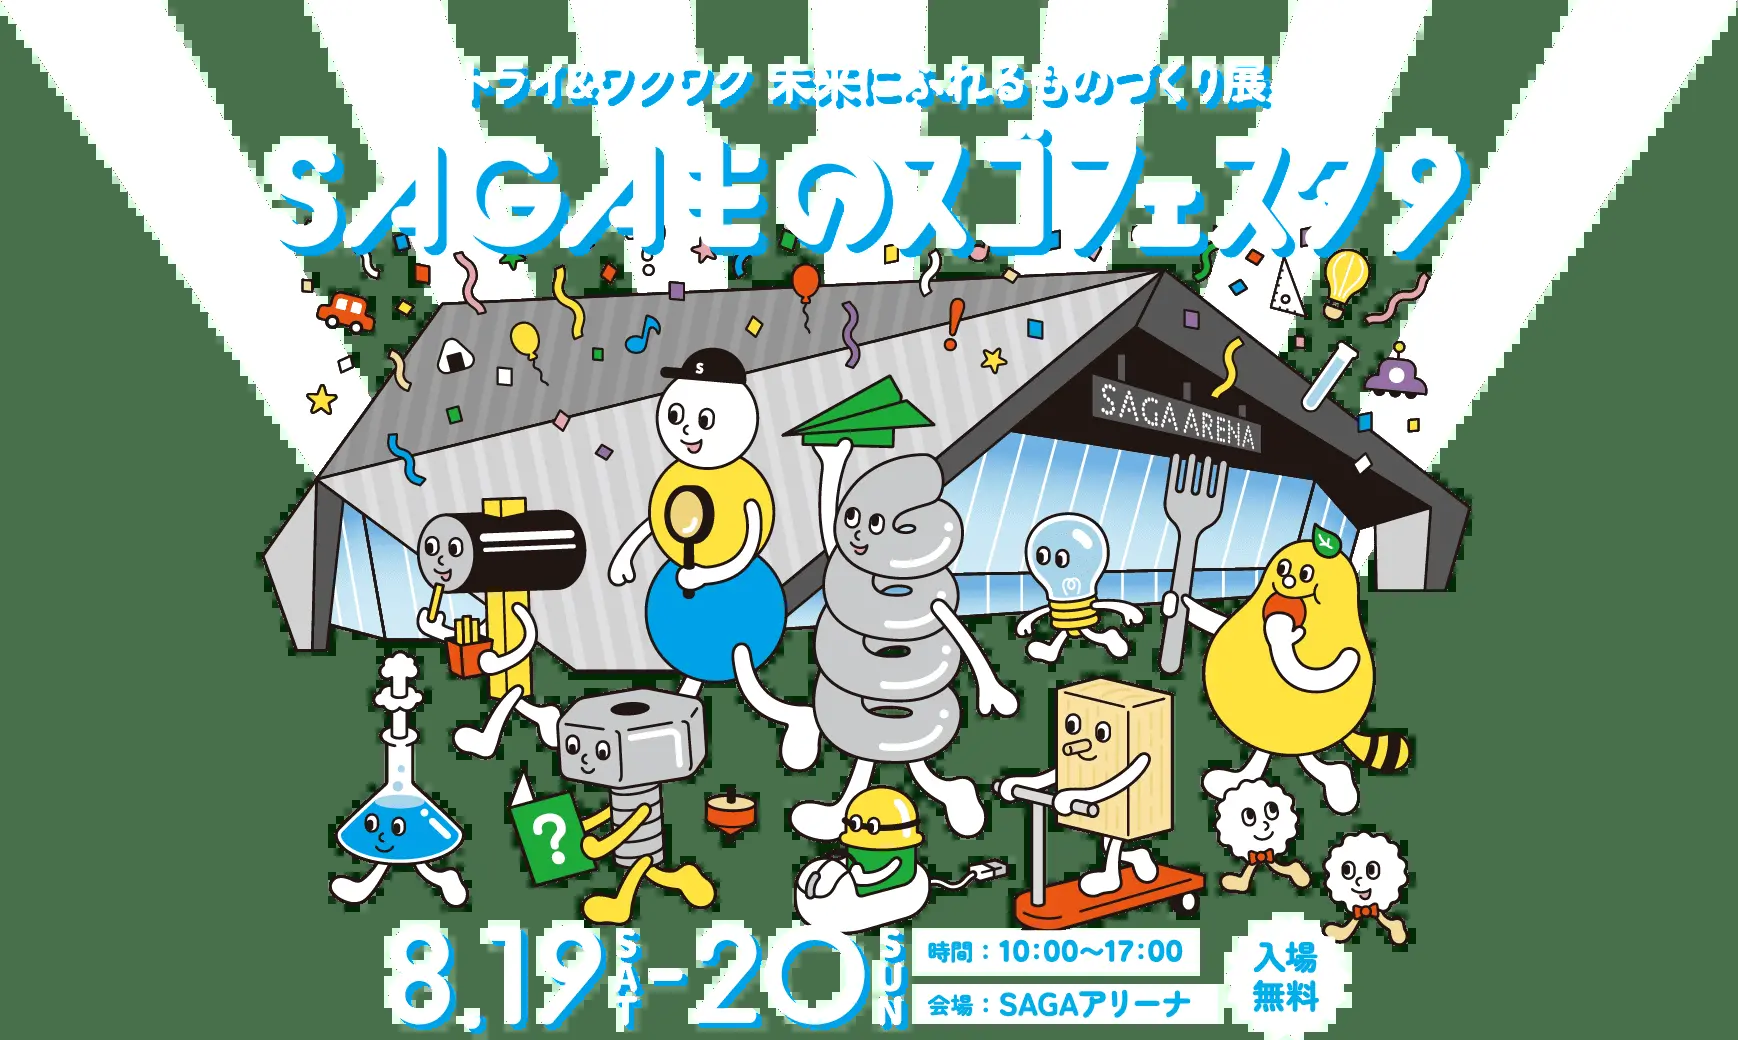 トライ&ワクワク 未来にふれるものづくり展
SAGAモのスゴフェスタ9
S
SAGA ARENA
?
8.19 SAT-20 SUN
時間：10:00～17:00
会場：SAGAアリーナ
入場
無料